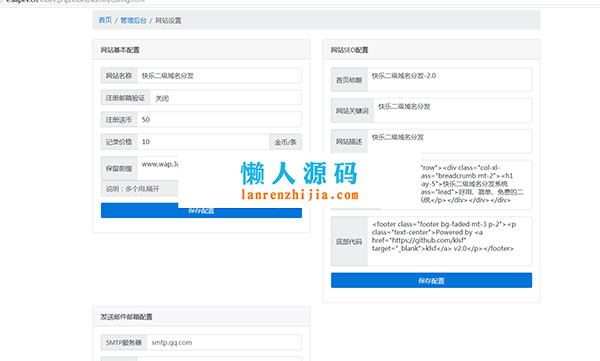 首页 / 管理后台 / 网站设置
网站基本配置
网站名称 快乐二级域名分发
注册邮箱验证 关闭
注册送币 50
记录价格 10 金币/条
保留前缀 www,wap,3g
说明：多个用,隔开
保存配置
发送邮件邮箱配置
SMTP服务器 smtp.qq.com
网站SEO配置
首页标题 快乐二级域名分发-2.0
网站关键词 快乐二级域名分发
网站描述 快乐二级域名分发
"row"><div class="col-xl-
ass="breadcrumb mt-2"><h1
ay-5">快乐二级域名分发系统
ass="lead">好用、简单、免费的二
统</p></div></div></div>
底部代码
<footer class="footer bg-faded mt-3 p-2"><p
class="text-center">Powered by <a
href="https://github.com/klsf"
target="_blank">klsf</a> v2.0</p></footer>
保存配置
懒人源码
lanrenzhijia.com